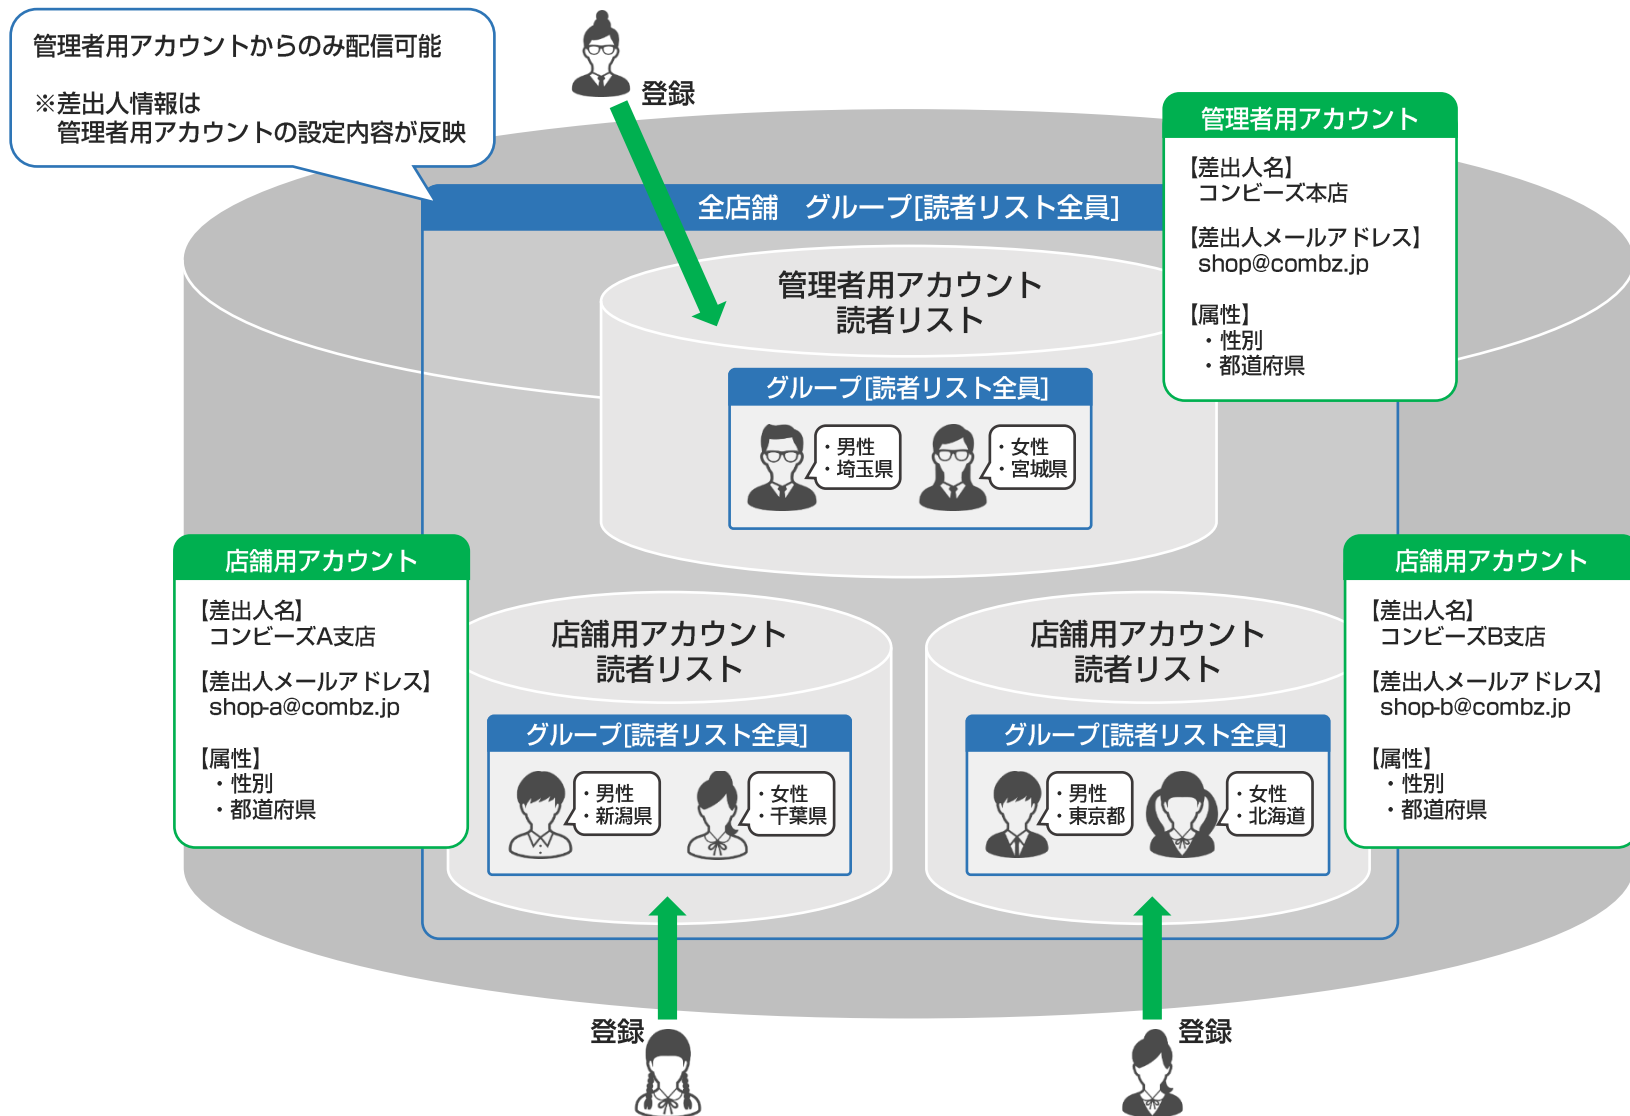 管理者用アカウントからのみ配信可能
※差出人情報は
管理者用アカウントの設定内容が反映
登録
管理者用アカウント
【差出人名】
コンビーズ本店
【差出人メールアドレス】
shop@combz.jp
【属性】
・性別
・都道府県
全店舗　グループ[読者リスト全員]
管理者用アカウント
読者リスト
グループ[読者リスト全員]
・男性
・埼玉県
・女性
・宮城県
店舗用アカウント
【差出人名】
コンビーズA支店
【差出人メールアドレス】
shop-a@combz.jp
【属性】
・性別
・都道府県
店舗用アカウント
読者リスト
グループ[読者リスト全員]
・男性
・新潟県
・女性
・千葉県
店舗用アカウント
読者リスト
グループ[読者リスト全員]
・男性
・東京都
・女性
・北海道
店舗用アカウント
【差出人名】
コンビーズB支店
【差出人メールアドレス】
shop-b@combz.jp
【属性】
・性別
・都道府県
登録
登録